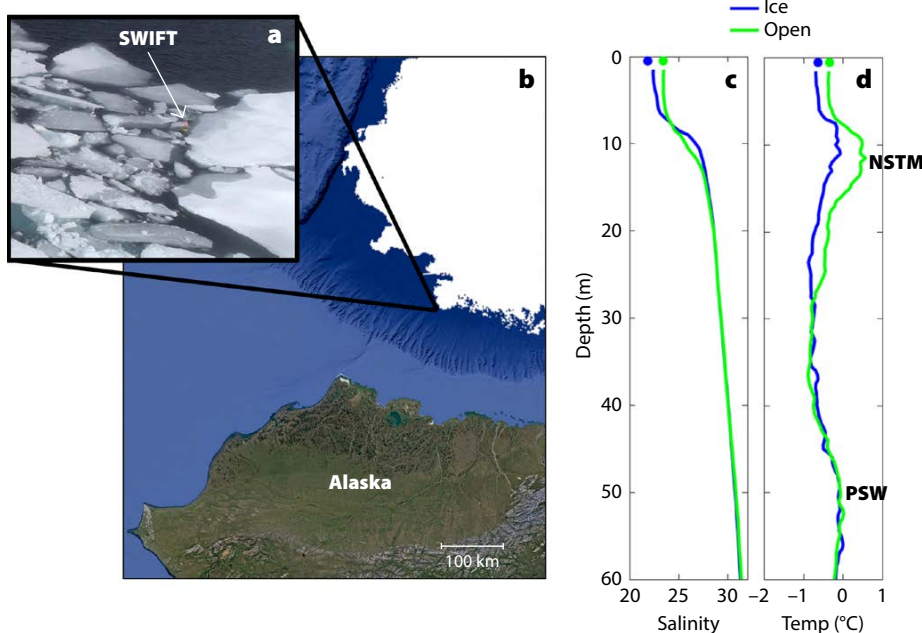 Ice
Open
SWIFT
a
b
c
d
0
10
20
30
40
50
60
Depth (m)
NSTM
PSW
Alaska
100 km
20 25 30
–2 –1 0 1
Salinity
Temp (°C)